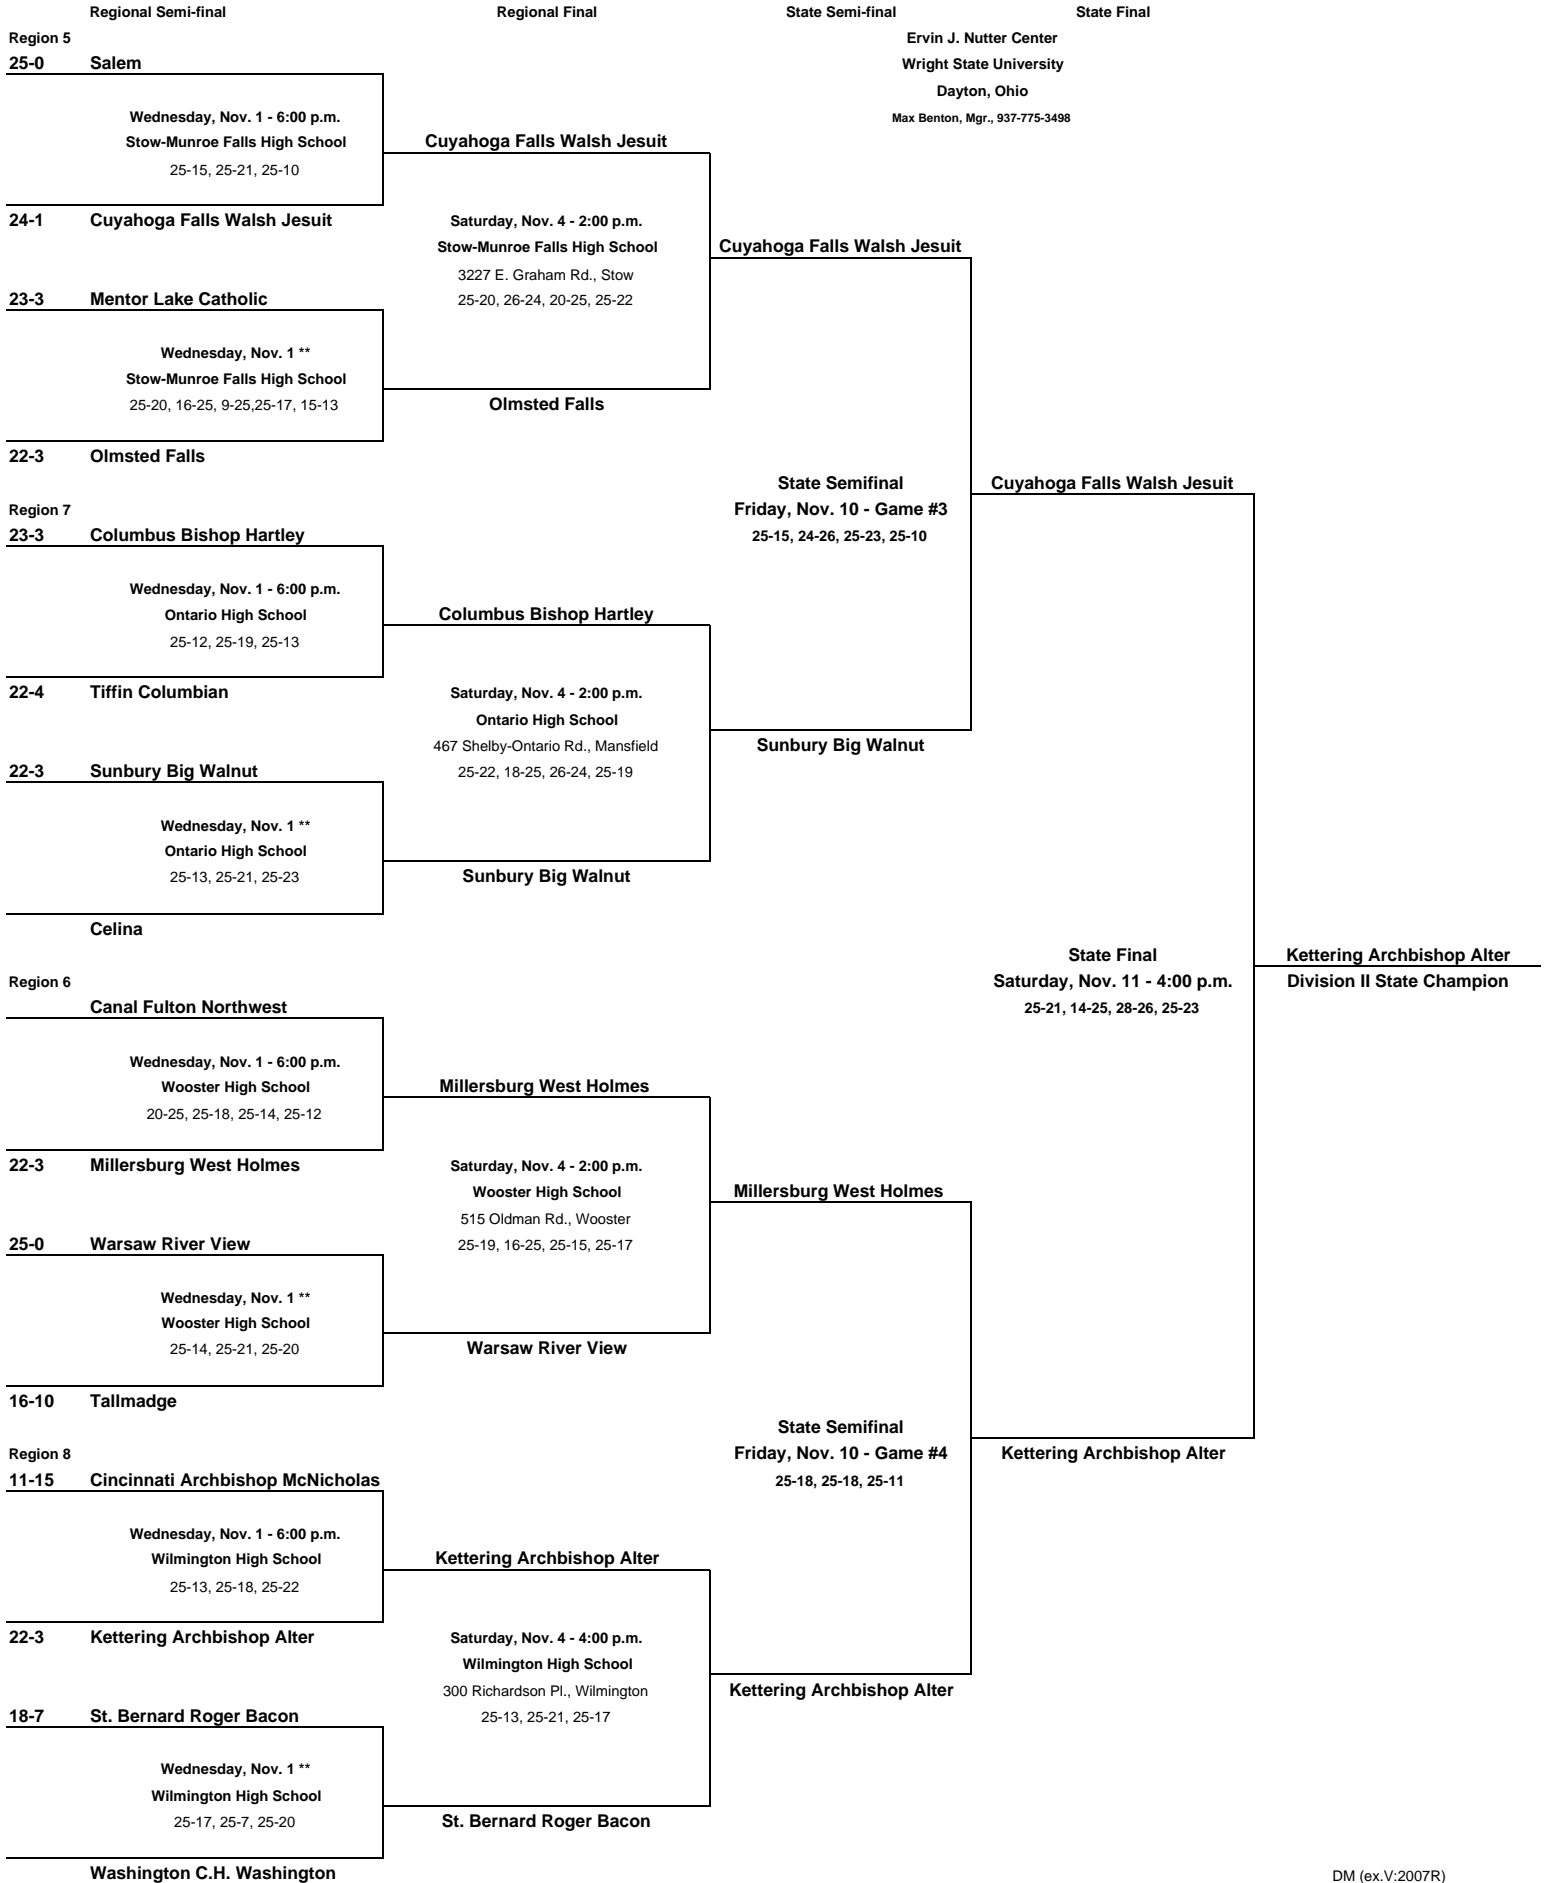 Regional Semi-final Regional Final State Semi-final State Final
Region 5 Ervin J. Nutter Center
25-0 Salem Wright State University
Dayton, Ohio
Wednesday, Nov. 1 - 6:00 p.m. Max Benton, Mgr., 937-775-3498
Stow-Munroe Falls High School Cuyahoga Falls Walsh Jesuit
25-15, 25-21, 25-10
24-1 Cuyahoga Falls Walsh Jesuit Saturday, Nov. 4 - 2:00 p.m.
Stow-Munroe Falls High School Cuyahoga Falls Walsh Jesuit
3227 E. Graham Rd., Stow
23-3 Mentor Lake Catholic 25-20, 26-24, 20-25, 25-22
Wednesday, Nov. 1 **
Stow-Munroe Falls High School
25-20, 16-25, 9-25,25-17, 15-13 Olmsted Falls
22-3 Olmsted Falls
State Semifinal Cuyahoga Falls Walsh Jesuit
Region 7 Friday, Nov. 10 - Game #3
23-3 Columbus Bishop Hartley 25-15, 24-26, 25-23, 25-10
Wednesday, Nov. 1 - 6:00 p.m.
Ontario High School Columbus Bishop Hartley
25-12, 25-19, 25-13
22-4 Tiffin Columbian Saturday, Nov. 4 - 2:00 p.m.
Ontario High School
467 Shelby-Ontario Rd., Mansfield Sunbury Big Walnut
22-3 Sunbury Big Walnut 25-22, 18-25, 26-24, 25-19
Wednesday, Nov. 1 **
Ontario High School
25-13, 25-21, 25-23 Sunbury Big Walnut
Celina
State Final Kettering Archbishop Alter
Region 6 Saturday, Nov. 11 - 4:00 p.m. Division II State Champion
Canal Fulton Northwest 25-21, 14-25, 28-26, 25-23
Wednesday, Nov. 1 - 6:00 p.m.
Wooster High School Millersburg West Holmes
20-25, 25-18, 25-14, 25-12
22-3 Millersburg West Holmes Saturday, Nov. 4 - 2:00 p.m.
Wooster High School Millersburg West Holmes
515 Oldman Rd., Wooster
25-0 Warsaw River View 25-19, 16-25, 25-15, 25-17
Wednesday, Nov. 1 **
Wooster High School
25-14, 25-21, 25-20 Warsaw River View
16-10 Tallmadge
State Semifinal
Region 8 Friday, Nov. 10 - Game #4 Kettering Archbishop Alter
11-15 Cincinnati Archbishop McNicholas 25-18, 25-18, 25-11
Wednesday, Nov. 1 - 6:00 p.m.
Wilmington High School Kettering Archbishop Alter
25-13, 25-18, 25-22
22-3 Kettering Archbishop Alter Saturday, Nov. 4 - 4:00 p.m.
Wilmington High School
300 Richardson Pl., Wilmington Kettering Archbishop Alter
18-7 St. Bernard Roger Bacon 25-13, 25-21, 25-17
Wednesday, Nov. 1 **
Wilmington High School
25-17, 25-7, 25-20 St. Bernard Roger Bacon
Washington C.H. Washington DM (ex.V:2007R)